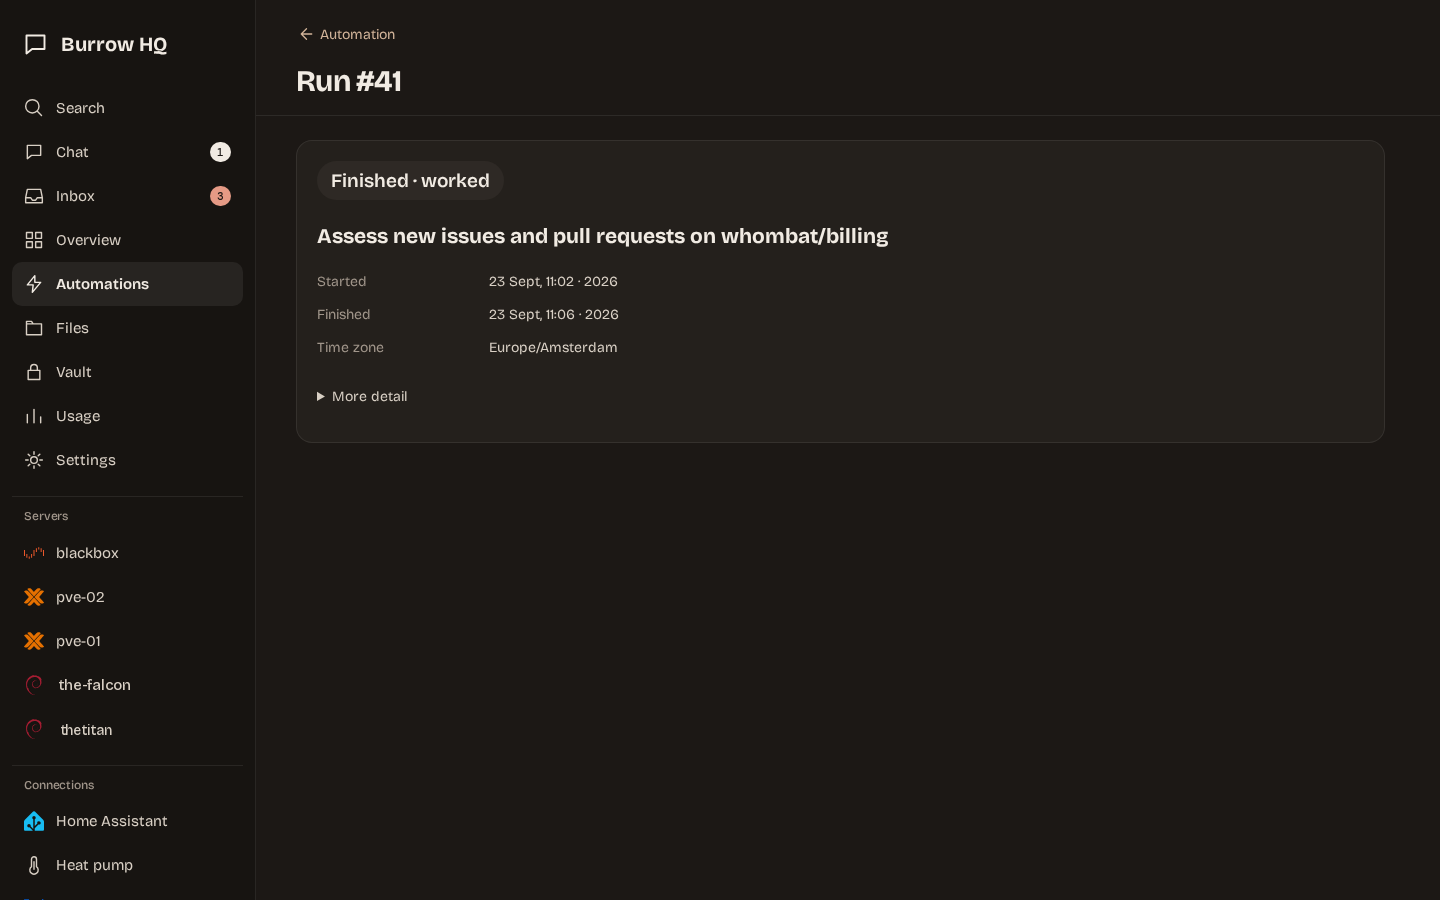 Burrow HQ
Search
Chat 1
Inbox 3
Overview
Automations
Files
Vault
Usage
Settings
Servers
blackbox
pve-02
pve-01
the-falcon
thetitan
Connections
Home Assistant
Heat pump
Automation
Run #41
Finished · worked
Assess new issues and pull requests on whombat/billing
Started 23 Sept, 11:02 · 2026
Finished 23 Sept, 11:06 · 2026
Time zone Europe/Amsterdam
More detail